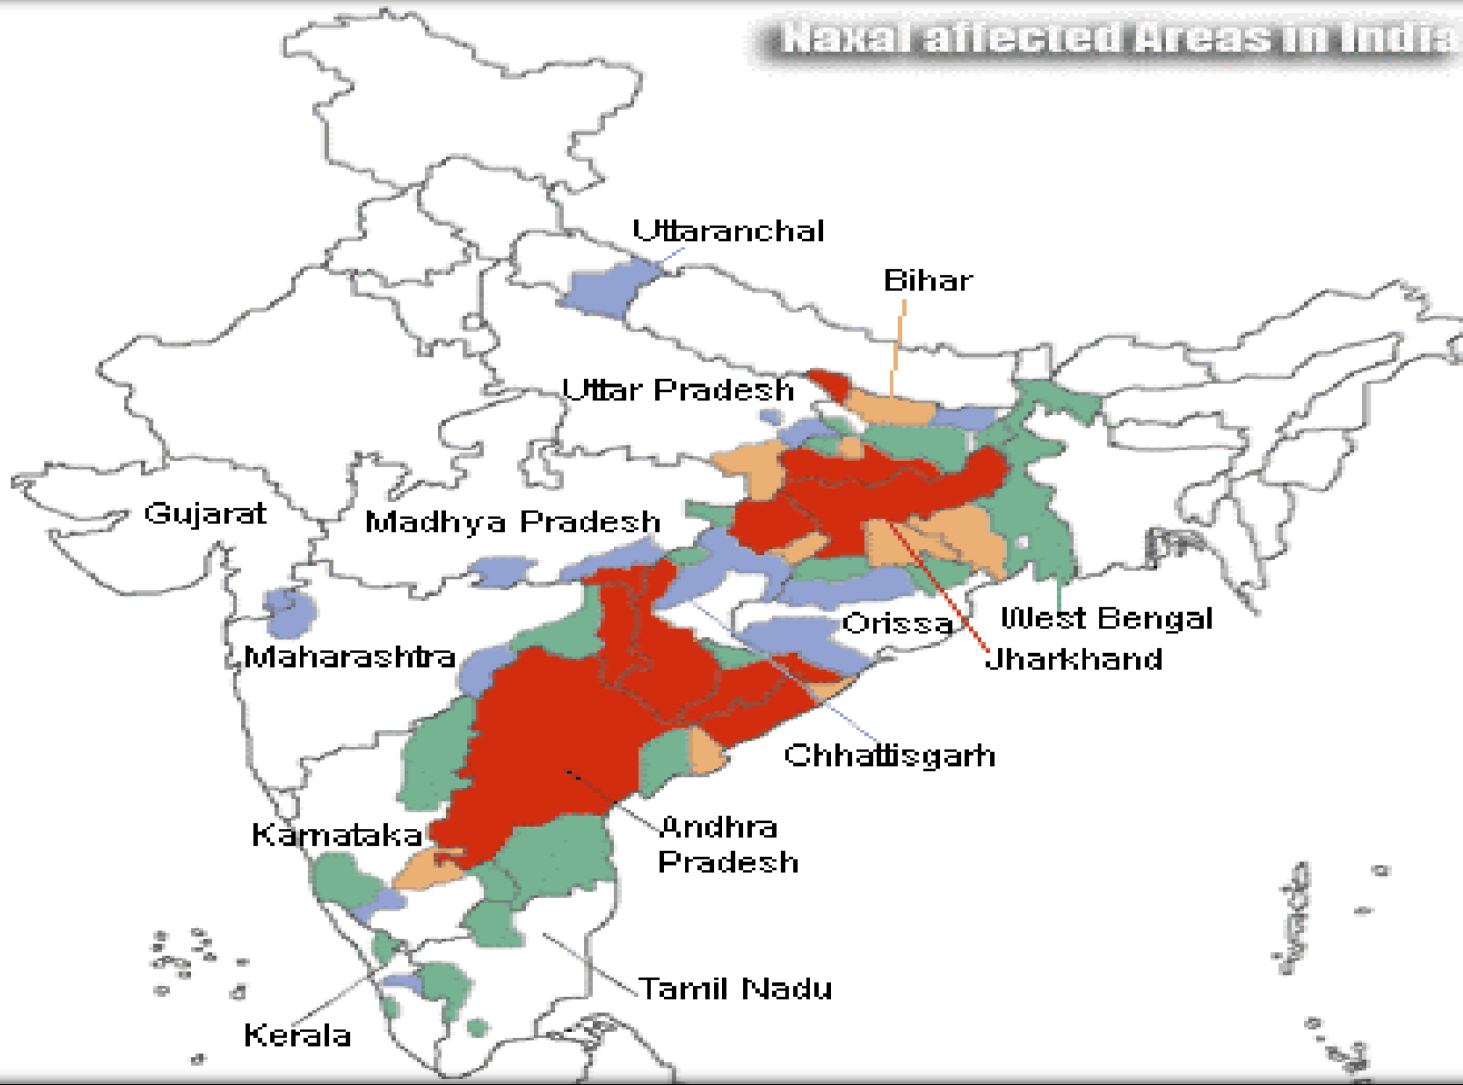 Naxal affected Areas in India
Uttaranchal
Bihar
Uttar Pradesh
Gujarat
Madhya Pradesh
Orissa
West Bengal
Maharashtra
Jharkhand
Chhattisgarh
Karnataka
Andhra
Pradesh
Tamil Nadu
Kerala